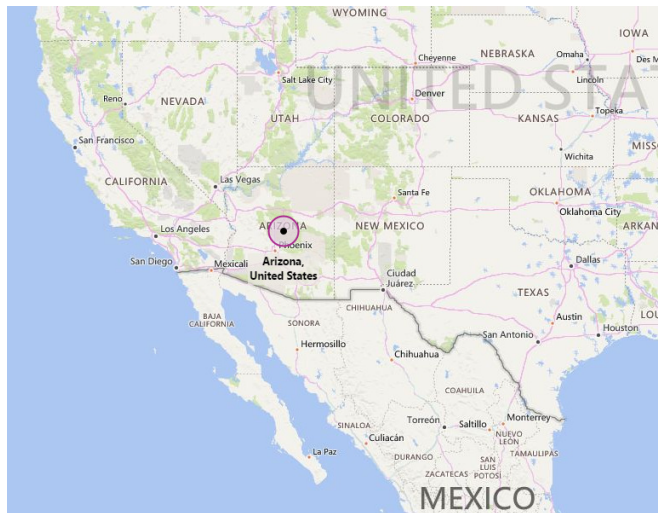 WYOMING
IOWA
NEBRASKA
Omaha
Cheyenne
Des M
Lincoln
Salt Lake City
UNITED STA
Reno
NEVADA
Denver
Topeka
UTAH
COLORADO
KANSAS
San Francisco
MISSO
Wichita
CALIFORNIA
Las Vegas
Santa Fe
OKLAHOMA
Oklahoma City
ARIZONA
NEW MEXICO
ARKAN
Los Angeles
Phoenix
San Diego
Mexicali
Arizona,
United States
Ciudad
Juárez
Dallas
TEXAS
CHIHUAHUA
BAJA
CALIFORNIA
SONORA
Austin
LOU
San Antonio
Houston
Hermosillo
Chihuahua
COAHUILA
Torreón
Monterrey
SINALOA
Saltillo
Culiacán
NUEVO
LEON
La Paz
DURANGO
TAMAULIPAS
SAN
LUIS
POTOSÍ
ZACATECAS
MEXICO